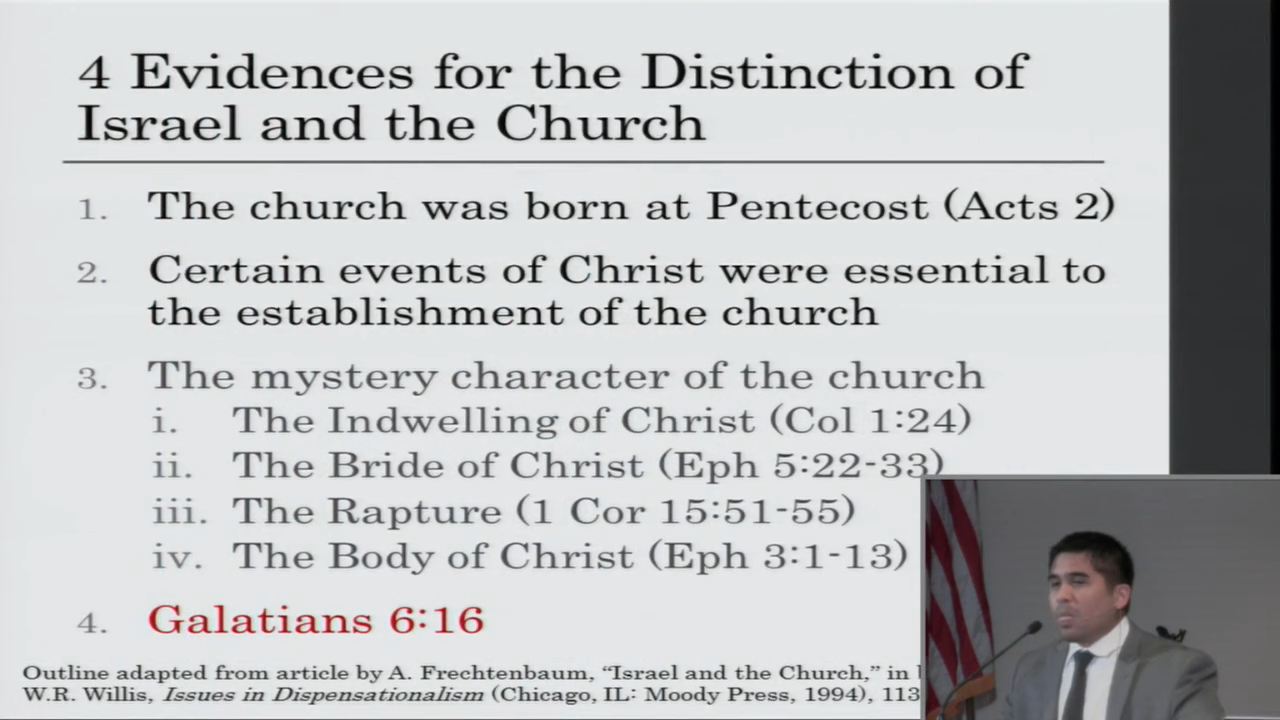 4 Evidences for the Distinction of
Israel and the Church
1. The church was born at Pentecost (Acts 2)
2. Certain events of Christ were essential to
the establishment of the church
3. The mystery character of the church
i. The Indwelling of Christ (Col 1:24)
ii. The Bride of Christ (Eph 5:22-33)
iii. The Rapture (1 Cor 15:51-55)
iv. The Body of Christ (Eph 3:1-13)
4. Galatians 6:16
Outline adapted from article by A. Frechtenbaum, “Israel and the Church,” in
W.R. Willis, Issues in Dispensationalism (Chicago, IL: Moody Press, 1994), 113